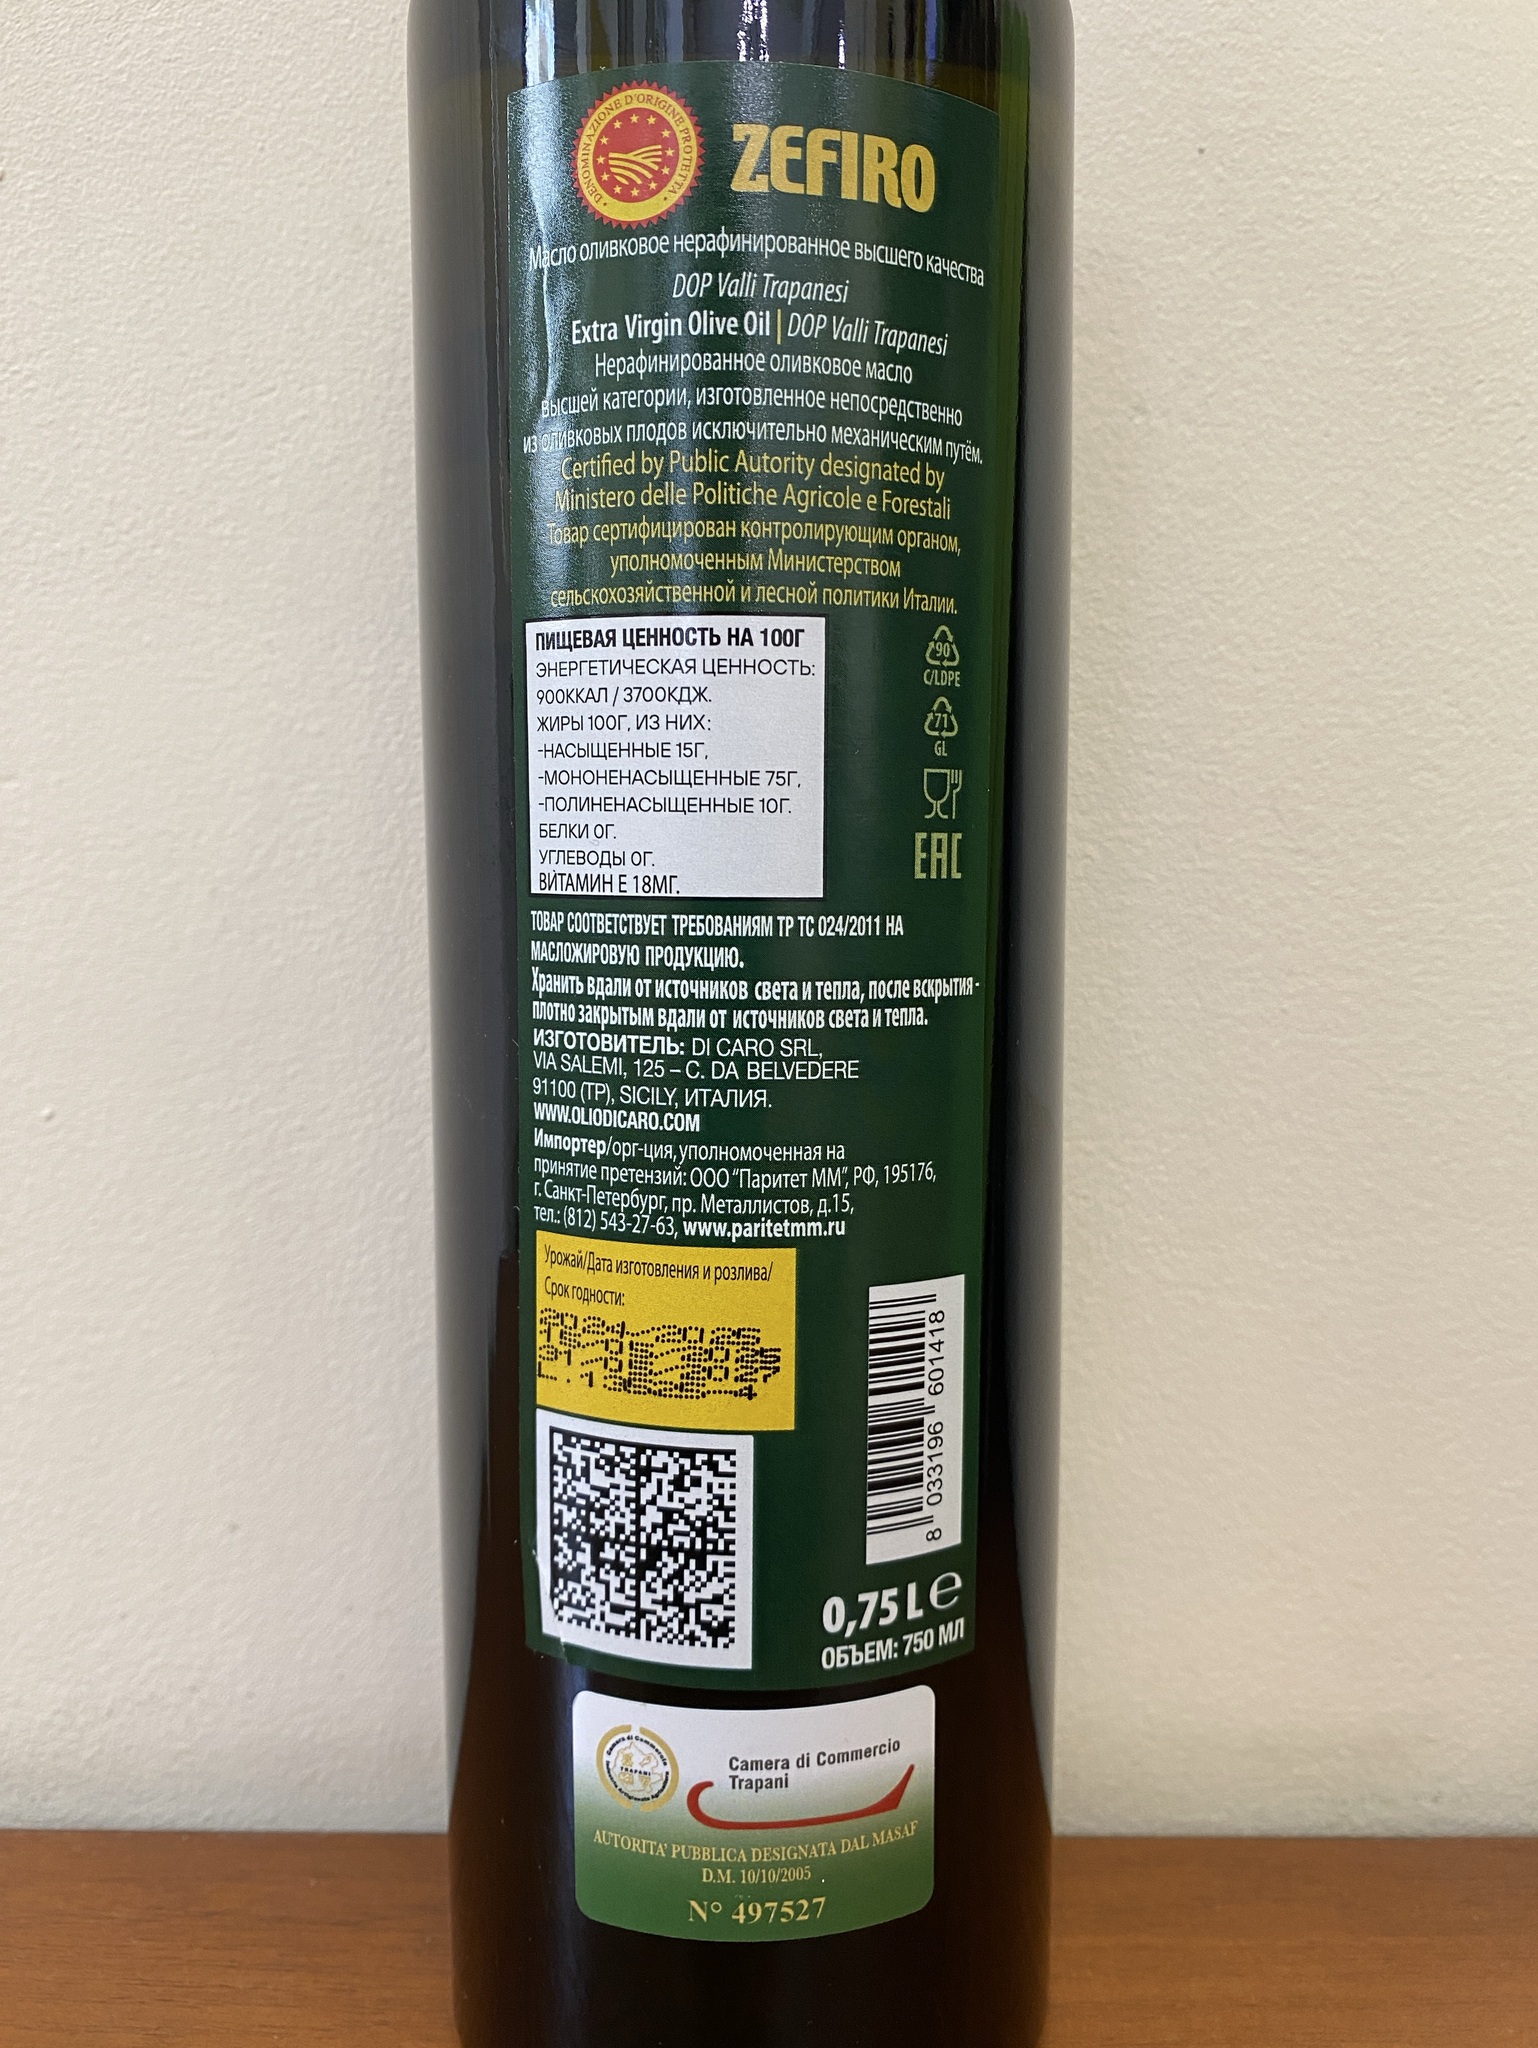 DENOMINAZIONE D'ORIGINE PROTETTA
ZEFIRO
Масло оливковое нерафинированное высшего качества
DOP Valli Trapanesi
Extra Virgin Olive Oil | DOP Valli Trapanesi
Нерафинированное оливковое масло
высшей категории, изготовленное непосредственно
из оливковых плодов исключительно механическим путём.
Certified by Public Autority designated by
Ministero delle Politiche Agricole e Forestali
Товар сертифицирован контролирующим органом,
уполномоченным Министерством
сельскохозяйственной и лесной политики Италии.
ПИЩЕВАЯ ЦЕННОСТЬ НА 100Г
ЭНЕРГЕТИЧЕСКАЯ ЦЕННОСТЬ:
900ККАЛ / 3700КДЖ.
ЖИРЫ 100Г, ИЗ НИХ:
-НАСЫЩЕННЫЕ 15Г,
-МОНОНЕНАСЫЩЕННЫЕ 75Г,
-ПОЛИНЕНАСЫЩЕННЫЕ 10Г.
БЕЛКИ 0Г.
УГЛЕВОДЫ 0Г.
ВИТАМИН Е 18МГ.
90
C/LDPE
71
GL
EAC
ТОВАР СООТВЕТСТВУЕТ ТРЕБОВАНИЯМ ТР ТС 024/2011 НА
МАСЛОЖИРОВУЮ ПРОДУКЦИЮ.
Хранить вдали от источников света и тепла, после вскрытия -
плотно закрытым вдали от источников света и тепла.
ИЗГОТОВИТЕЛЬ: DI CARO SRL,
VIA SALEMI, 125 – C. DA BELVEDERE
91100 (TP), SICILY, ИТАЛИЯ.
WWW.OLIODICARO.COM
Импортер/орг-ция, уполномоченная на
принятие претензий: ООО "Паритет ММ", РФ, 195176,
г. Санкт-Петербург, пр. Металлистов, д.15,
тел.: (812) 543-27-63, www.paritetmm.ru
Урожай/Дата изготовления и розлива/
Срок годности:
8 033196 601418
0,75 L e
ОБЪЕМ: 750 МЛ
Camera di Commercio
TRAPANI
Camera di Commercio
Trapani
AUTORITA' PUBBLICA DESIGNATA DAL MASAF
D.M. 10/10/2005
N° 497527